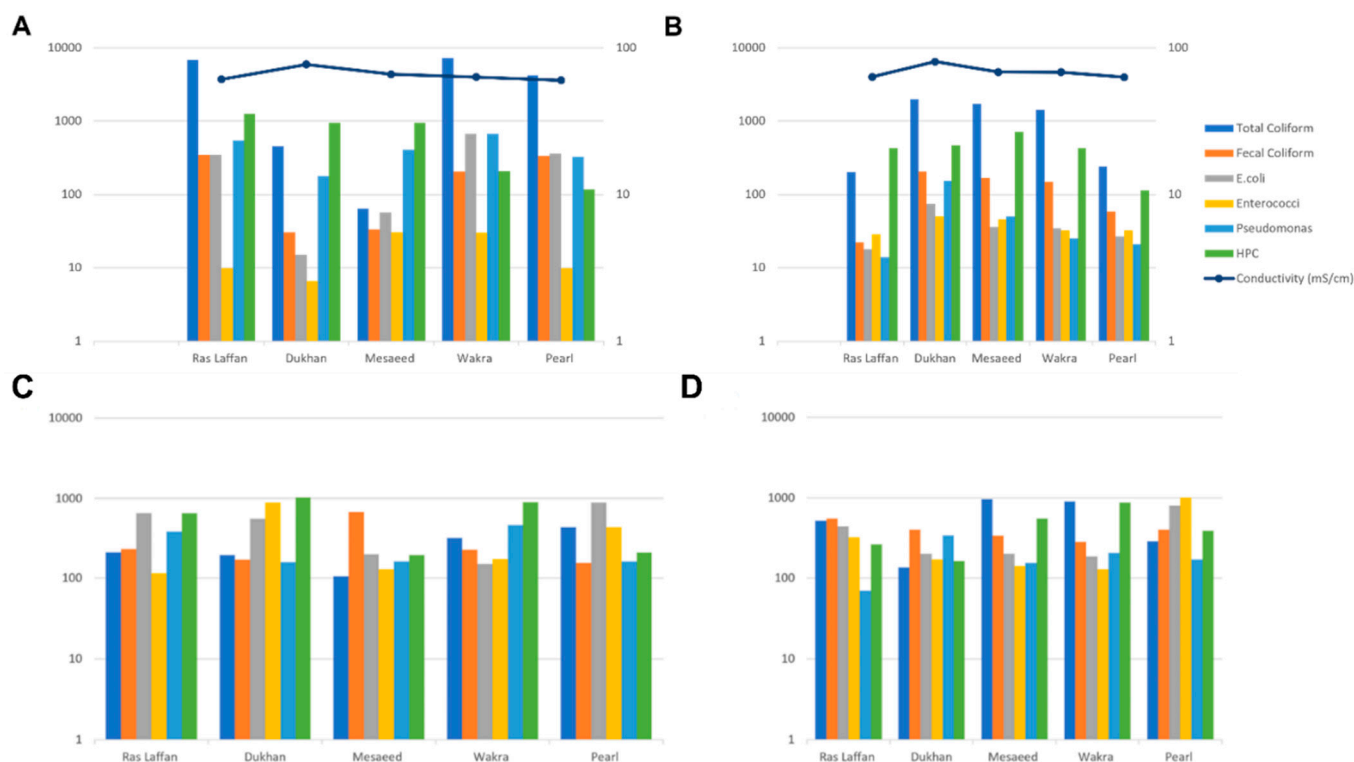 A
10000
1000
100
10
1
100
10
1
Ras Laffan Dukhan Mesaeed Wakra Pearl
B
10000
1000
100
10
1
100
10
1
Ras Laffan Dukhan Mesaeed Wakra Pearl
Total Coliform
Fecal Coliform
E.coli
Enterococci
Pseudomonas
HPC
Conductivity (mS/cm)
C
10000
1000
100
10
1
Ras Laffan Dukhan Mesaeed Wakra Pearl
D
10000
1000
100
10
1
Ras Laffan Dukhan Mesaeed Wakra Pearl